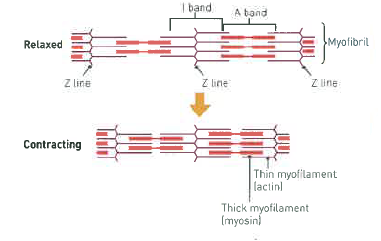 I band
A band
Relaxed
Myofibril
Z line
Z line
Z line
Contracting
Thin myofilament
(actin)
Thick myofilament
(myosin)